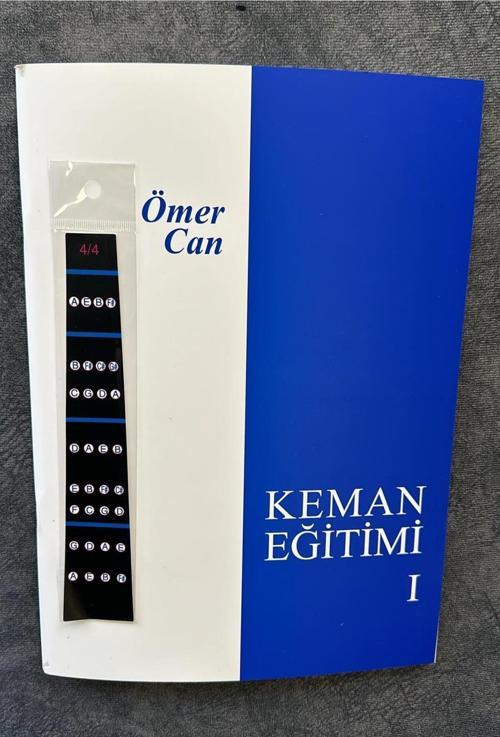 Ömer
Can
4/4
A E B F#
B F# C# G#
C G D A
D A E B
E B F# C#
F C G D
G D A E
A E B F#
KEMAN
EĞİTİMİ
I